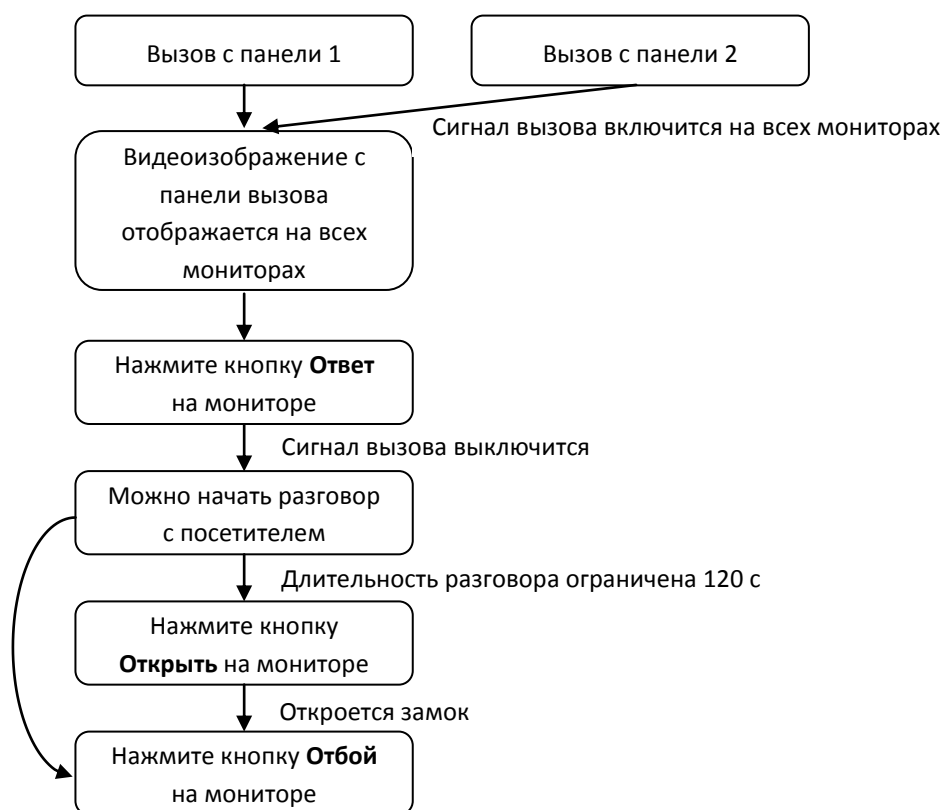 Вызов с панели 1
Вызов с панели 2
Сигнал вызова включится на всех мониторах
Видеоизображение с
панели вызова
отображается на всех
мониторах
Нажмите кнопку Ответ
на мониторе
Сигнал вызова выключится
Можно начать разговор
с посетителем
Длительность разговора ограничена 120 с
Нажмите кнопку
Открыть на мониторе
Откроется замок
Нажмите кнопку Отбой
на мониторе